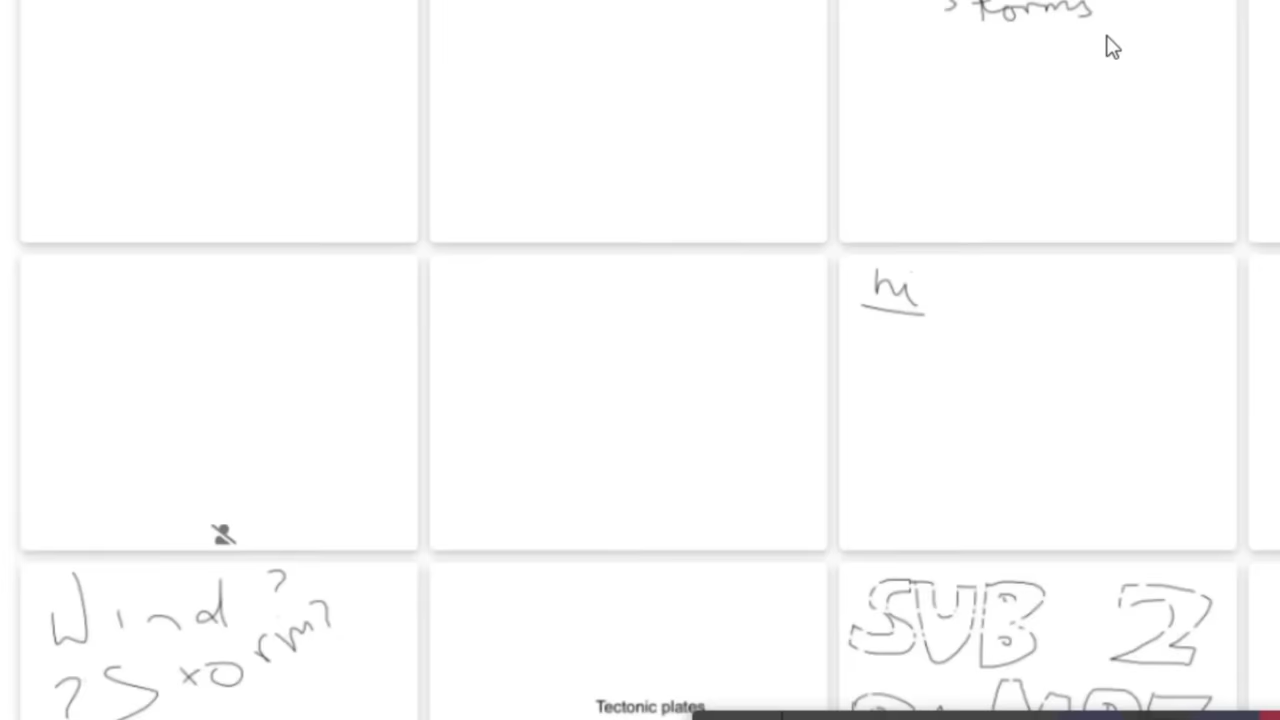 storms
hi
Wind ?
? Storm?
SUB 2
Tectonic plates